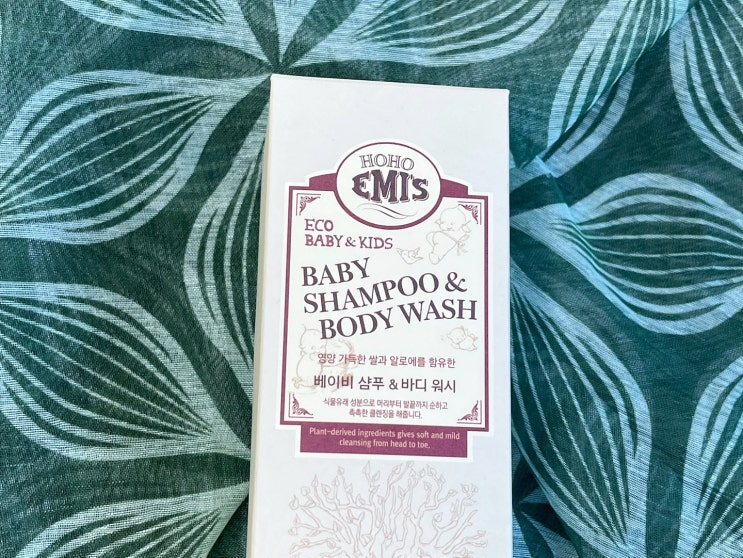 HOHO
EMI's
ECO
BABY & KIDS
BABY
SHAMPOO &
BODY WASH
영양 가득한 쌀과 알로에를 함유한
베이비 샴푸 & 바디 워시
식물유래 성분으로 머리부터 발끝까지 순하고
촉촉한 클렌징을 해줍니다.
Plant-derived ingredients gives soft and mild
cleansing from head to toe.